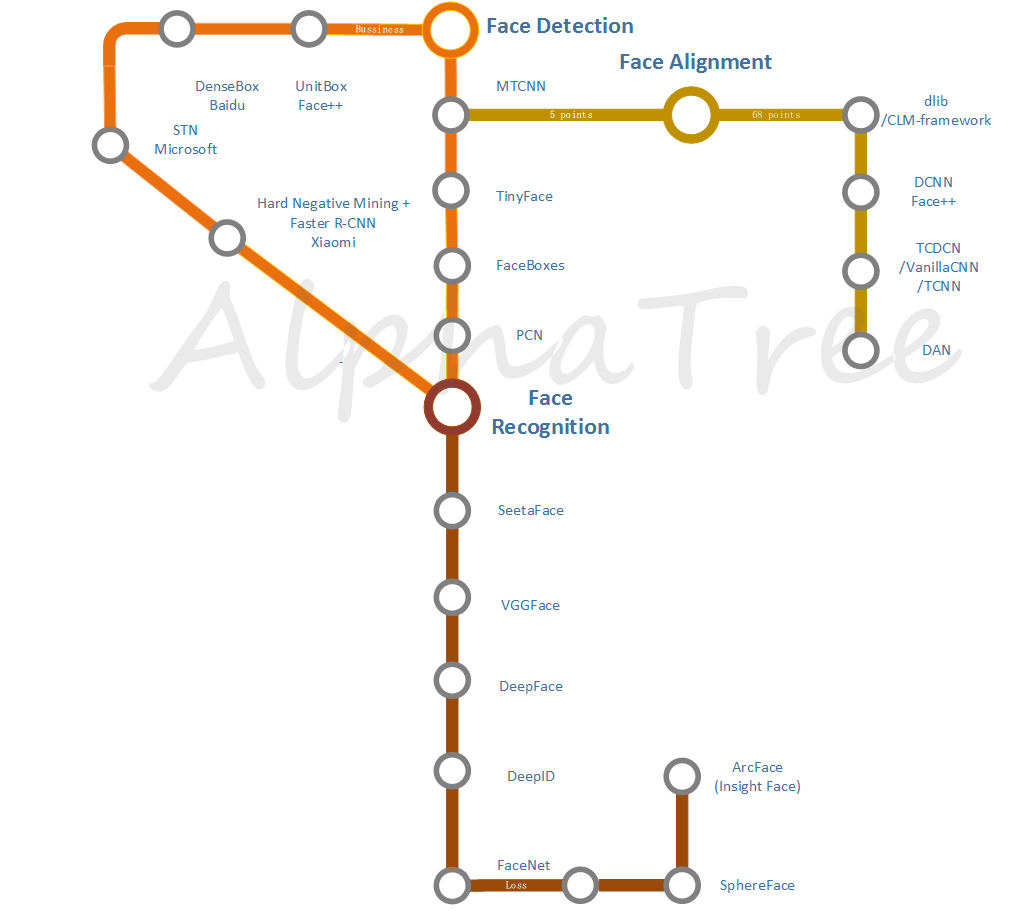 Bussiness
Face Detection
Face Alignment
DenseBox
Baidu
UnitBox
Face++
MTCNN
5 points
68 points
dlib
/CLM-framework
STN
Microsoft
DCNN
Face++
Hard Negative Mining +
Faster R-CNN
Xiaomi
TinyFace
TCDCN
/VanillaCNN
/TCNN
FaceBoxes
AlphaTree
PCN
DAN
-
Face
Recognition
SeetaFace
VGGFace
DeepFace
DeepID
ArcFace
(Insight Face)
FaceNet
Loss
SphereFace